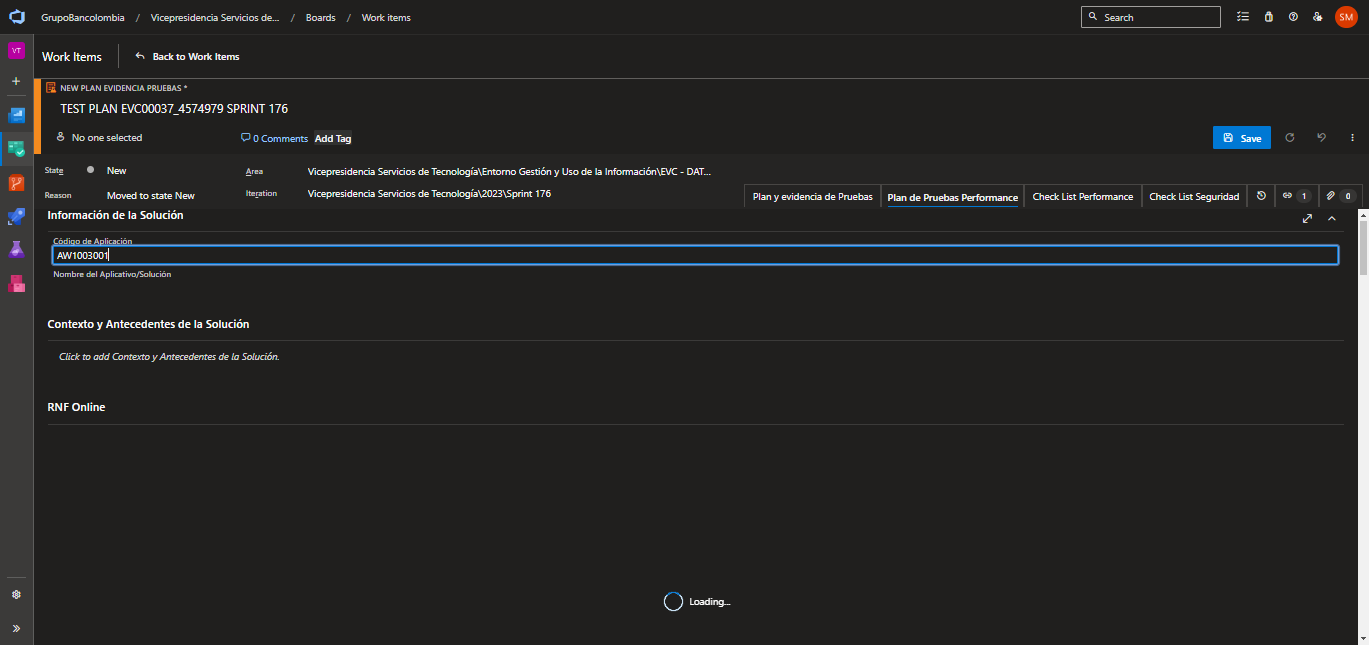 GrupoBancolombia / Vicepresidencia Servicios de... / Boards / Work items
Search
SM
VT
Work Items
Back to Work Items
NEW PLAN EVIDENCIA PRUEBAS *
TEST PLAN EVC00037_4574979 SPRINT 176
No one selected
0 Comments
Add Tag
Save
State
New
Area
Vicepresidencia Servicios de Tecnología\Entorno Gestión y Uso de la Información\EVC - DAT...
Reason
Moved to state New
Iteration
Vicepresidencia Servicios de Tecnología\2023\Sprint 176
Plan y evidencia de Pruebas
Plan de Pruebas Performance
Check List Performance
Check List Seguridad
1
0
Información de la Solución
Código de Aplicación
AW1003001
Nombre del Aplicativo/Solución
Contexto y Antecedentes de la Solución
Click to add Contexto y Antecedentes de la Solución.
RNF Online
Loading...